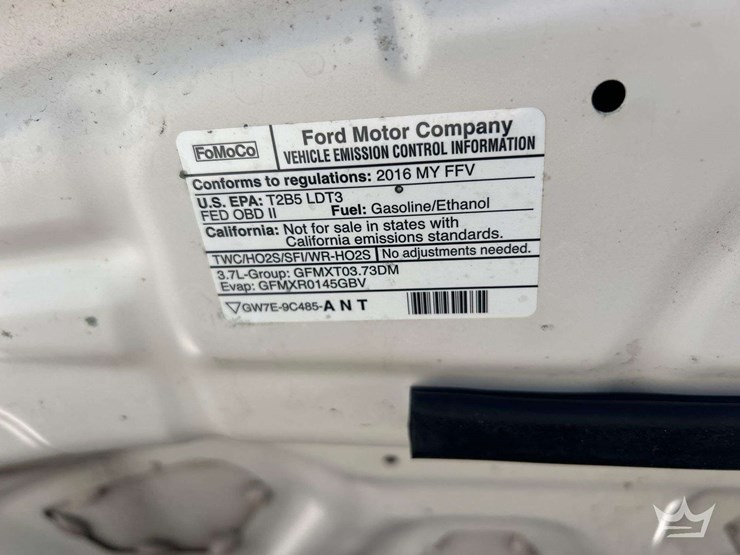 FoMoCo
Ford Motor Company
VEHICLE EMISSION CONTROL INFORMATION
Conforms to regulations: 2016 MY FFV
U.S. EPA: T2B5 LDT3
FED OBD II Fuel: Gasoline/Ethanol
California: Not for sale in states with
California emissions standards.
TWC/HO2S/SFI/WR-HO2S No adjustments needed.
3.7L-Group: GFMXT03.73DM
Evap: GFMXR0145GBV
GW7E-9C485-ANT